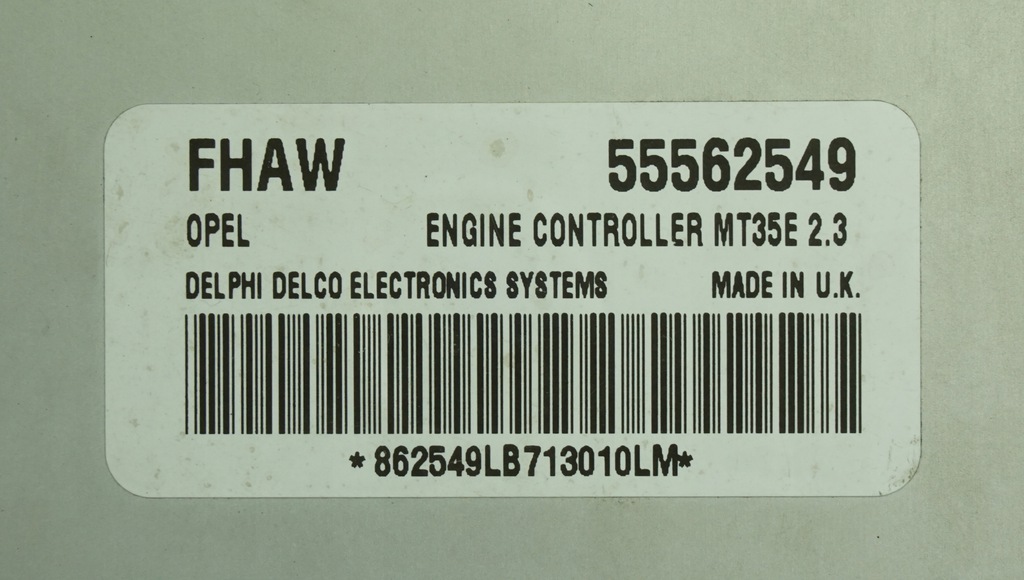 FHAW 55562549
OPEL ENGINE CONTROLLER MT35E 2.3
DELPHI DELCO ELECTRONICS SYSTEMS MADE IN U.K.
*862549LB713010LM*